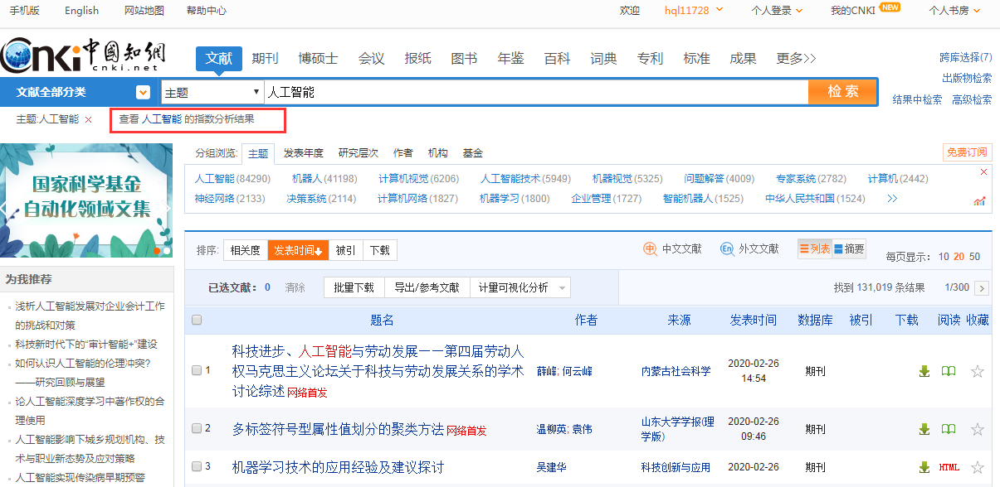 手机版 English 网站地图 帮助中心 欢迎 hql11728 个人登录 我的CNKI NEW 个人书房
Cnki中国知网
cnki.net
文献 期刊 博硕士 会议 报纸 图书 年鉴 百科 词典 专利 标准 成果 更多>>
跨库选择(7)
出版物检索
文献全部分类 主题 人工智能 检索
结果中检索 高级检索
主题:人工智能 × 查看 人工智能 的指数分析结果
国家科学基金
自动化领域文集
分组浏览: 主题 发表年度 研究层次 作者 机构 基金 免费订阅
人工智能(84290) 机器人(41198) 计算机视觉(6206) 人工智能技术(5949) 机器视觉(5325) 问题解答(4009) 专家系统(2782) 计算机(2442)
神经网络(2133) 决策系统(2114) 计算机网络(1827) 机器学习(1800) 企业管理(1727) 智能机器人(1525) 中华人民共和国(1524) >>
排序: 相关度 发表时间↓ 被引 下载 中 中文文献 En 外文文献 列表 摘要 每页显示: 10 20 50
已选文献: 0 清除 批量下载 导出/参考文献 计量可视化分析 找到 131,019 条结果 1/300 >
题名 作者 来源 发表时间 数据库 被引 下载 阅读 收藏
1 科技进步、人工智能与劳动发展——第四届劳动人
权马克思主义论坛关于科技与劳动发展关系的学术
讨论综述 网络首发
薛峰; 何云峰
内蒙古社会科学
2020-02-26
14:54
期刊
2 多标签符号型属性值划分的聚类方法 网络首发
温柳英; 袁伟
山东大学学报(理
学版)
2020-02-26
09:46
期刊
3 机器学习技术的应用经验及建议探讨
吴建华
科技创新与应用
2020-02-26
期刊
HTML
为我推荐
浅析人工智能发展对企业会计工作
的挑战和对策
科技新时代下的“审计智能+”建设
如何认识人工智能的伦理冲突?
——研究回顾与展望
论人工智能深度学习中著作权的合
理使用
人工智能影响下城乡规划机构、技
术与职业新态势及应对策略
人工智能实现传染病早期预警